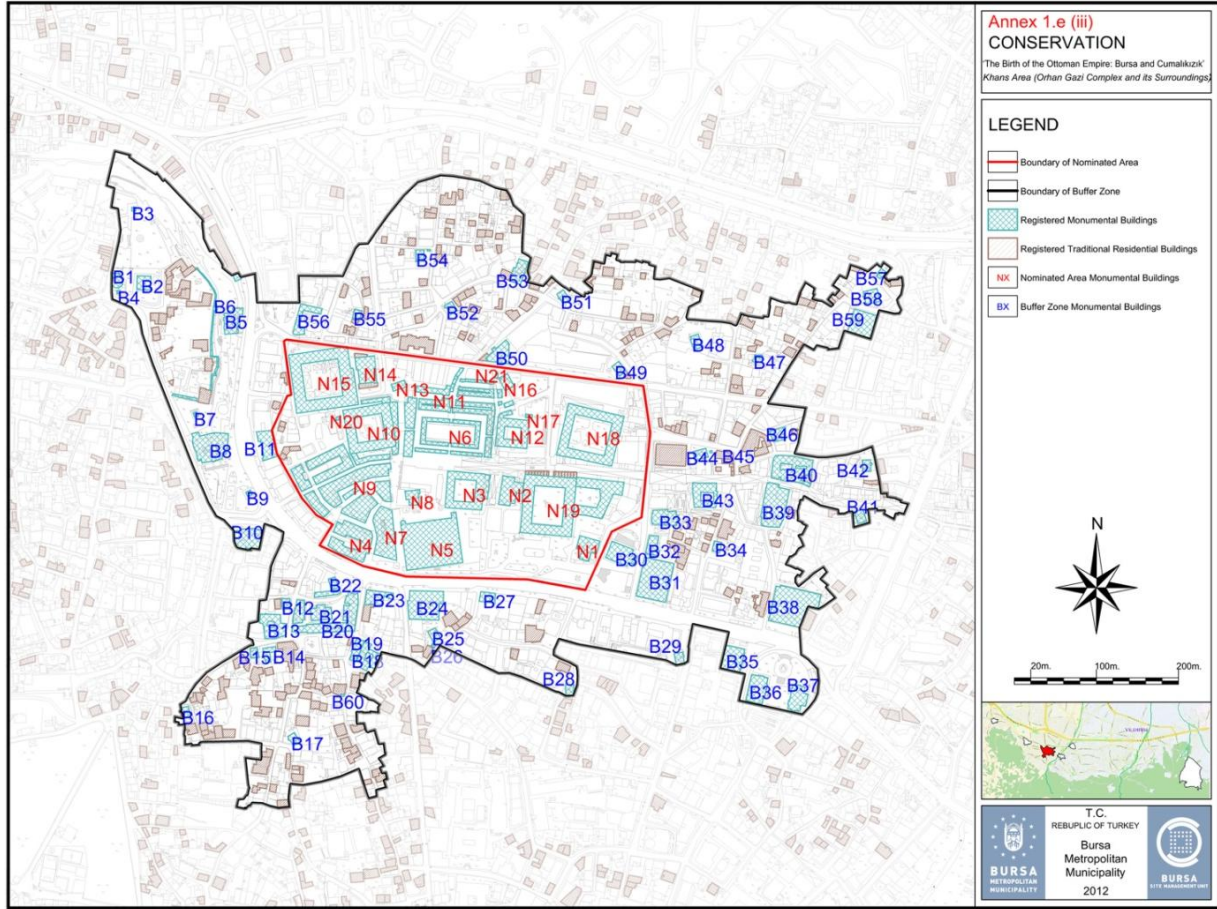 Annex 1.e (iii)
CONSERVATION
'The Birth of the Ottoman Empire: Bursa and Cumalıkızık'
Khans Area (Orhan Gazi Complex and its Surroundings)
LEGEND
Boundary of Nominated Area
Boundary of Buffer Zone
Registered Monumental Buildings
Registered Traditional Residential Buildings
NX Nominated Area Monumental Buildings
BX Buffer Zone Monumental Buildings
B3
B54
B53
B57
B1
B2
B4
B51
B58
B6
B5
B52
B59
B56
B55
B48
B50
B47
B49
N15
N14
N21
N13
N16
N11
B7
N20
N17
N10
N6
N12
N18
B46
B8
B11
B44
B45
B40
B42
N9
N8
N3
N2
B43
B9
N19
B39
B41
B33
B10
N4
N7
N5
N1
B30
B32
B34
B31
B22
B12
B23
B24
B27
B38
B21
B13
B20
B25
B19
B29
B15
B14
B18
B26
B35
B28
B36
B37
B60
B16
B17
N
20m.
100m.
200m.
T.C.
REBUPLIC OF TURKEY
Bursa
Metropolitan
Municipality
2012
BURSA
METROPOLITAN
MUNICIPALITY
BURSA
SITE MANAGEMENT UNIT